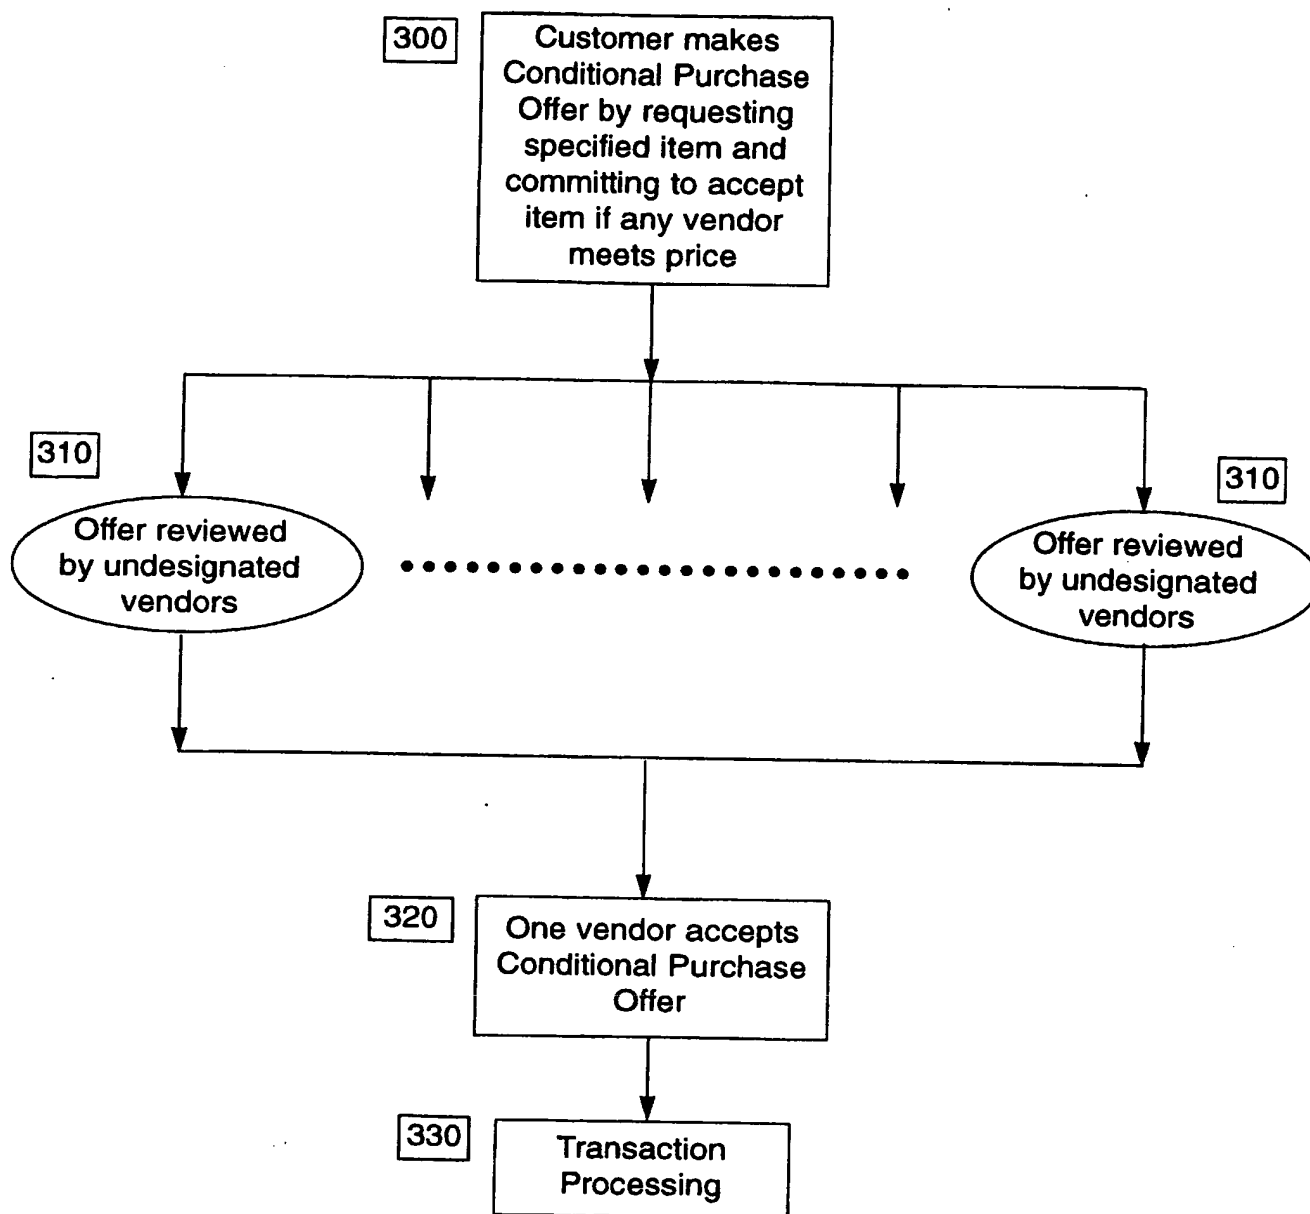 300
Customer makes
Conditional Purchase
Offer by requesting
specified item and
committing to accept
item if any vendor
meets price
310
Offer reviewed
by undesignated
vendors
310
Offer reviewed
by undesignated
vendors
320
One vendor accepts
Conditional Purchase
Offer
330
Transaction
Processing